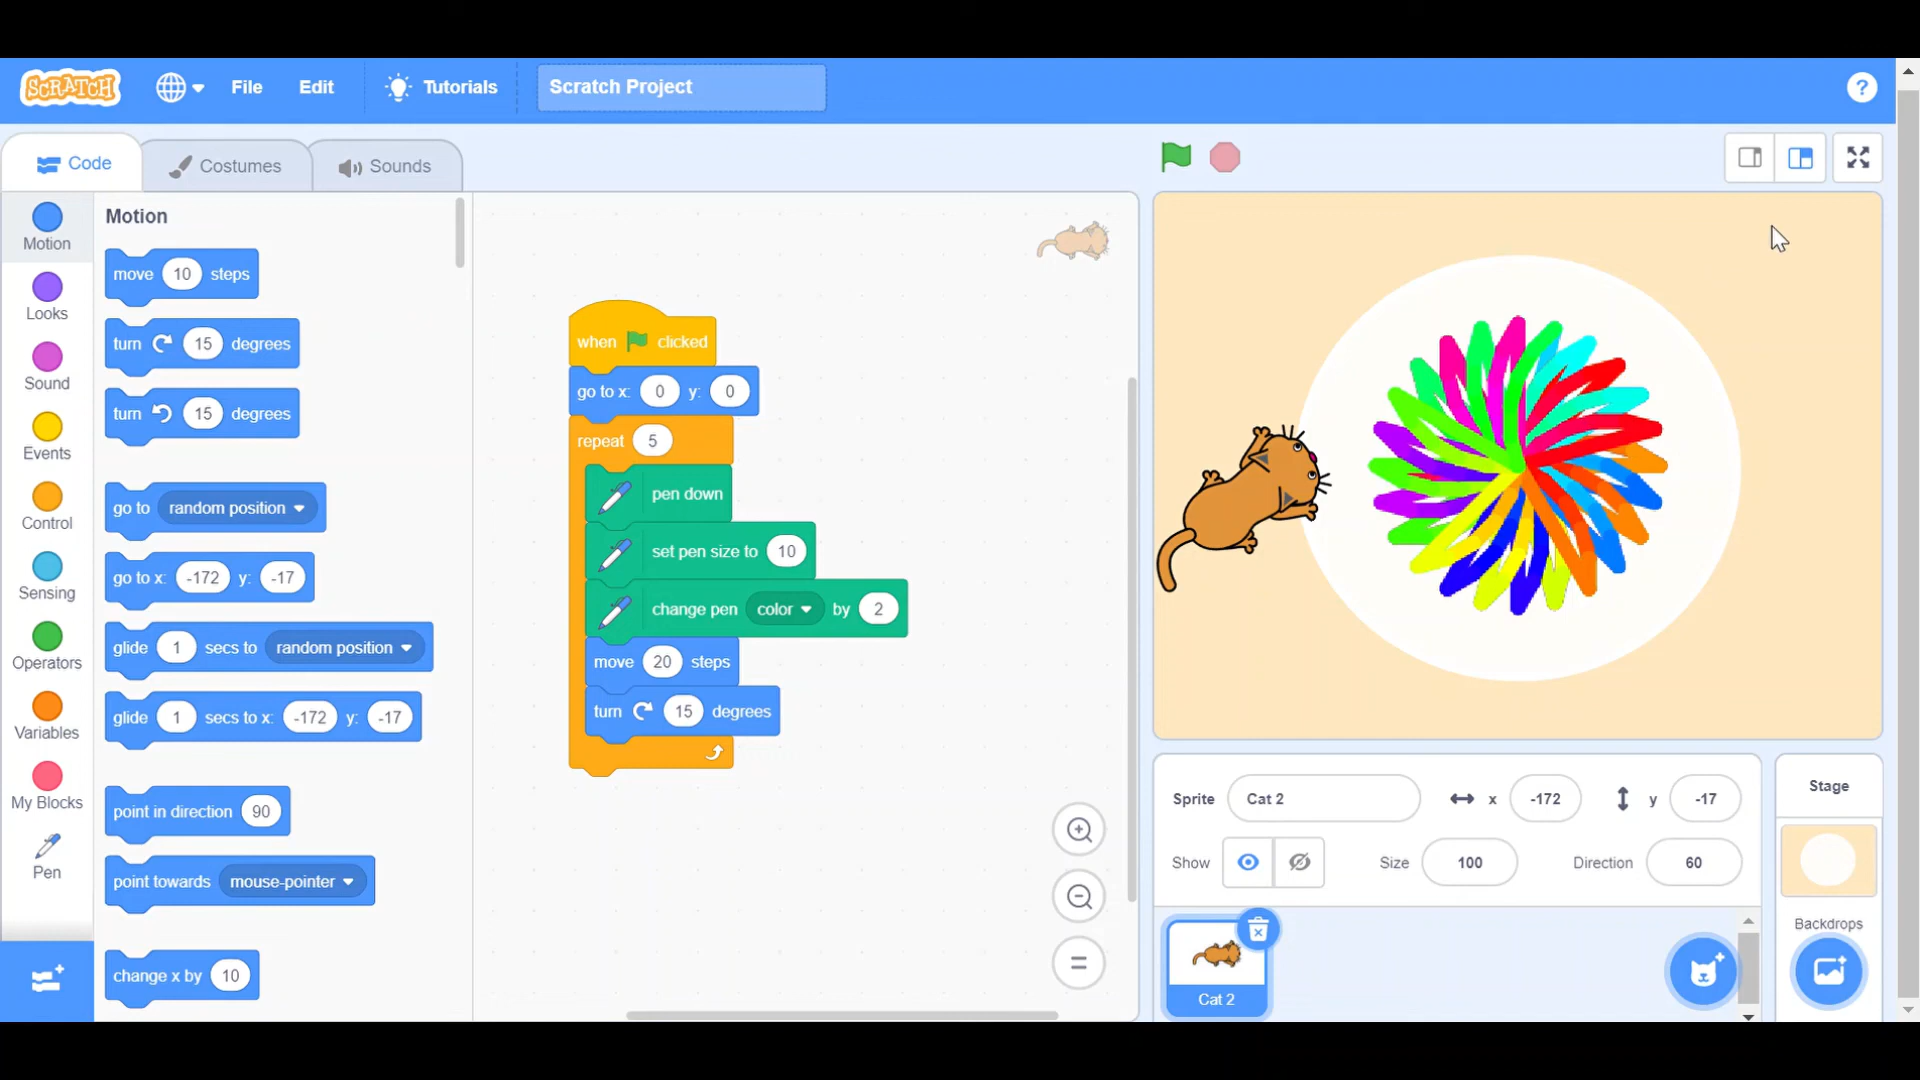 SCRATCH File Edit Tutorials Scratch Project ?
Code Costumes Sounds
Motion
Looks
Sound
Events
Control
Sensing
Operators
Variables
My Blocks
Pen
Motion
move 10 steps
turn 15 degrees
turn 15 degrees
go to random position
go to x: -172 y: -17
glide 1 secs to random position
glide 1 secs to x: -172 y: -17
point in direction 90
point towards mouse-pointer
change x by 10
when clicked
go to x: 0 y: 0
repeat 5
pen down
set pen size to 10
change pen color by 2
move 20 steps
turn 15 degrees
Sprite Cat 2 x -172 y -17
Show Size 100 Direction 60
Cat 2
Stage
Backdrops